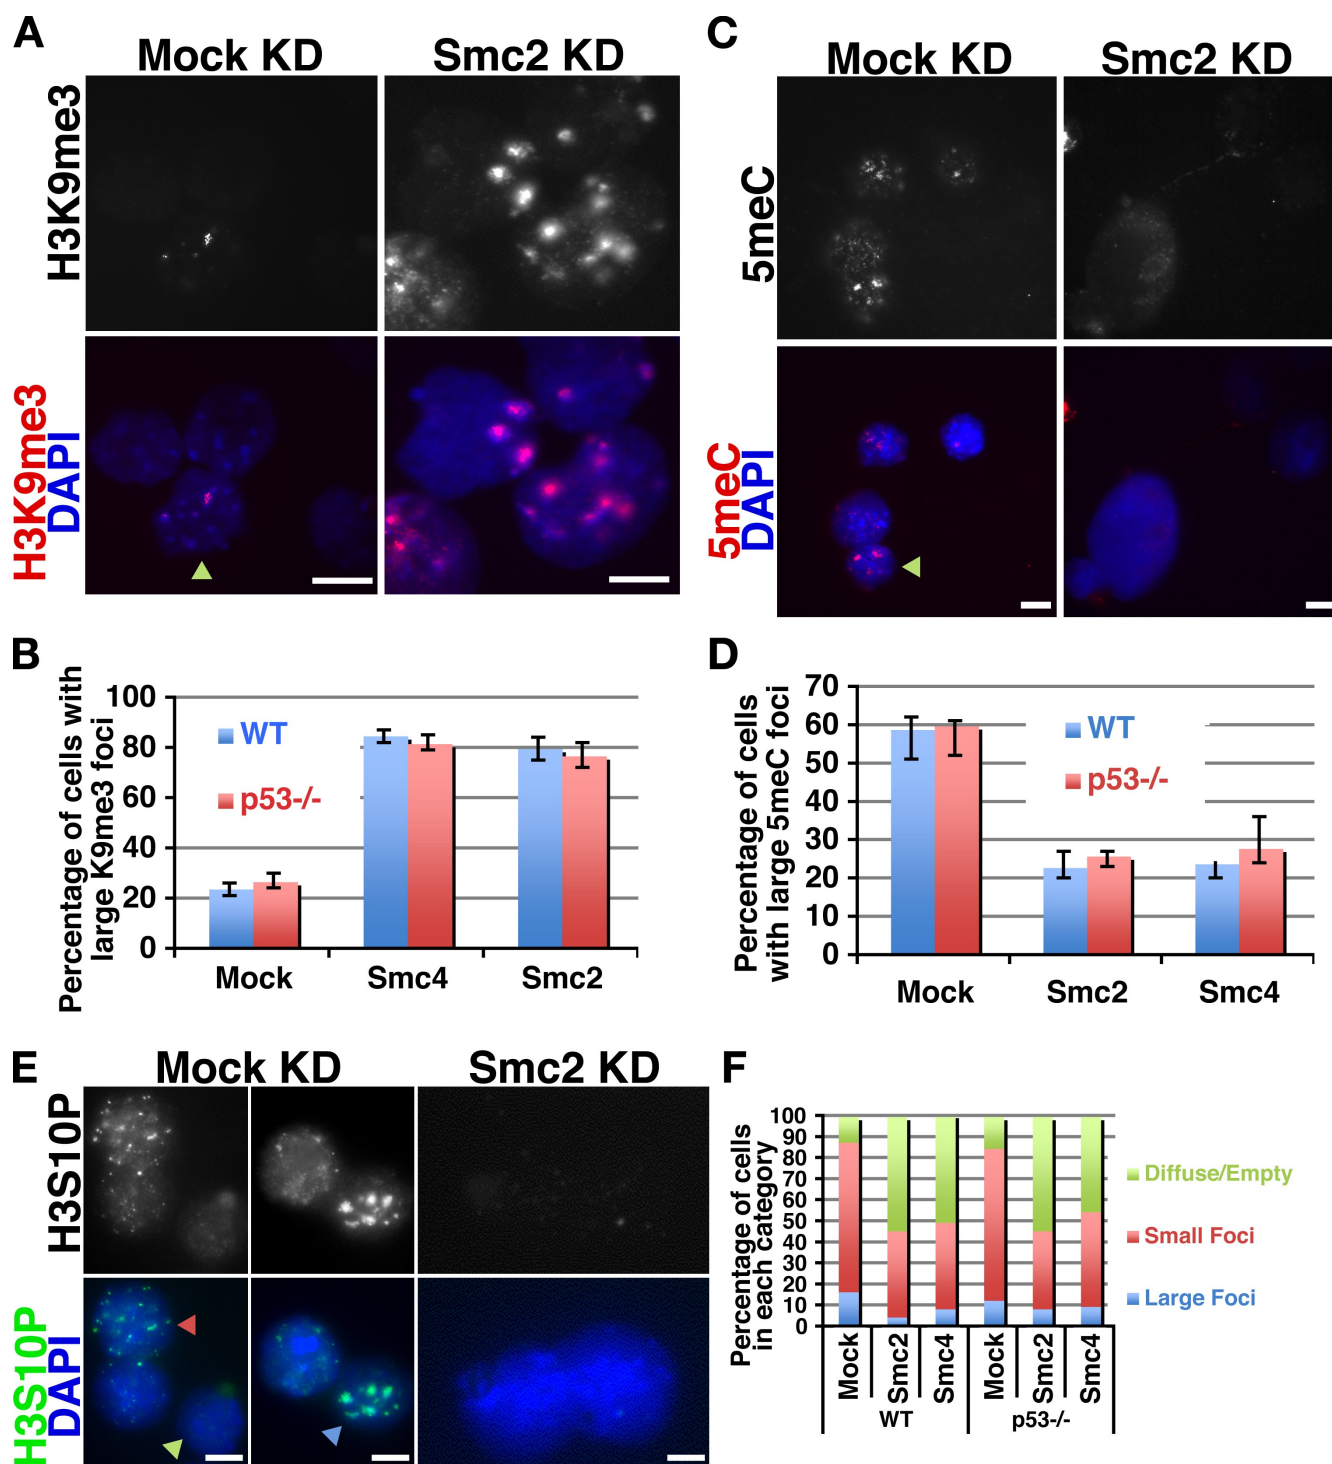 A
Mock KD
Smc2 KD
H3K9me3
H3K9me3
DAPI
C
Mock KD
Smc2 KD
5meC
5meC
DAPI
B
Percentage of cells with
large K9me3 foci
100
80
60
40
20
0
WT
p53-/-
Mock
Smc4
Smc2
D
Percentage of cells
with large 5meC foci
70
60
50
40
30
20
10
0
WT
p53-/-
Mock
Smc2
Smc4
E
Mock KD
Smc2 KD
H3S10P
H3S10P
DAPI
F
Percentage of cells
in each category
100
90
80
70
60
50
40
30
20
10
0
Mock
Smc2
Smc4
Mock
Smc2
Smc4
WT
p53-/-
Diffuse/Empty
Small Foci
Large Foci